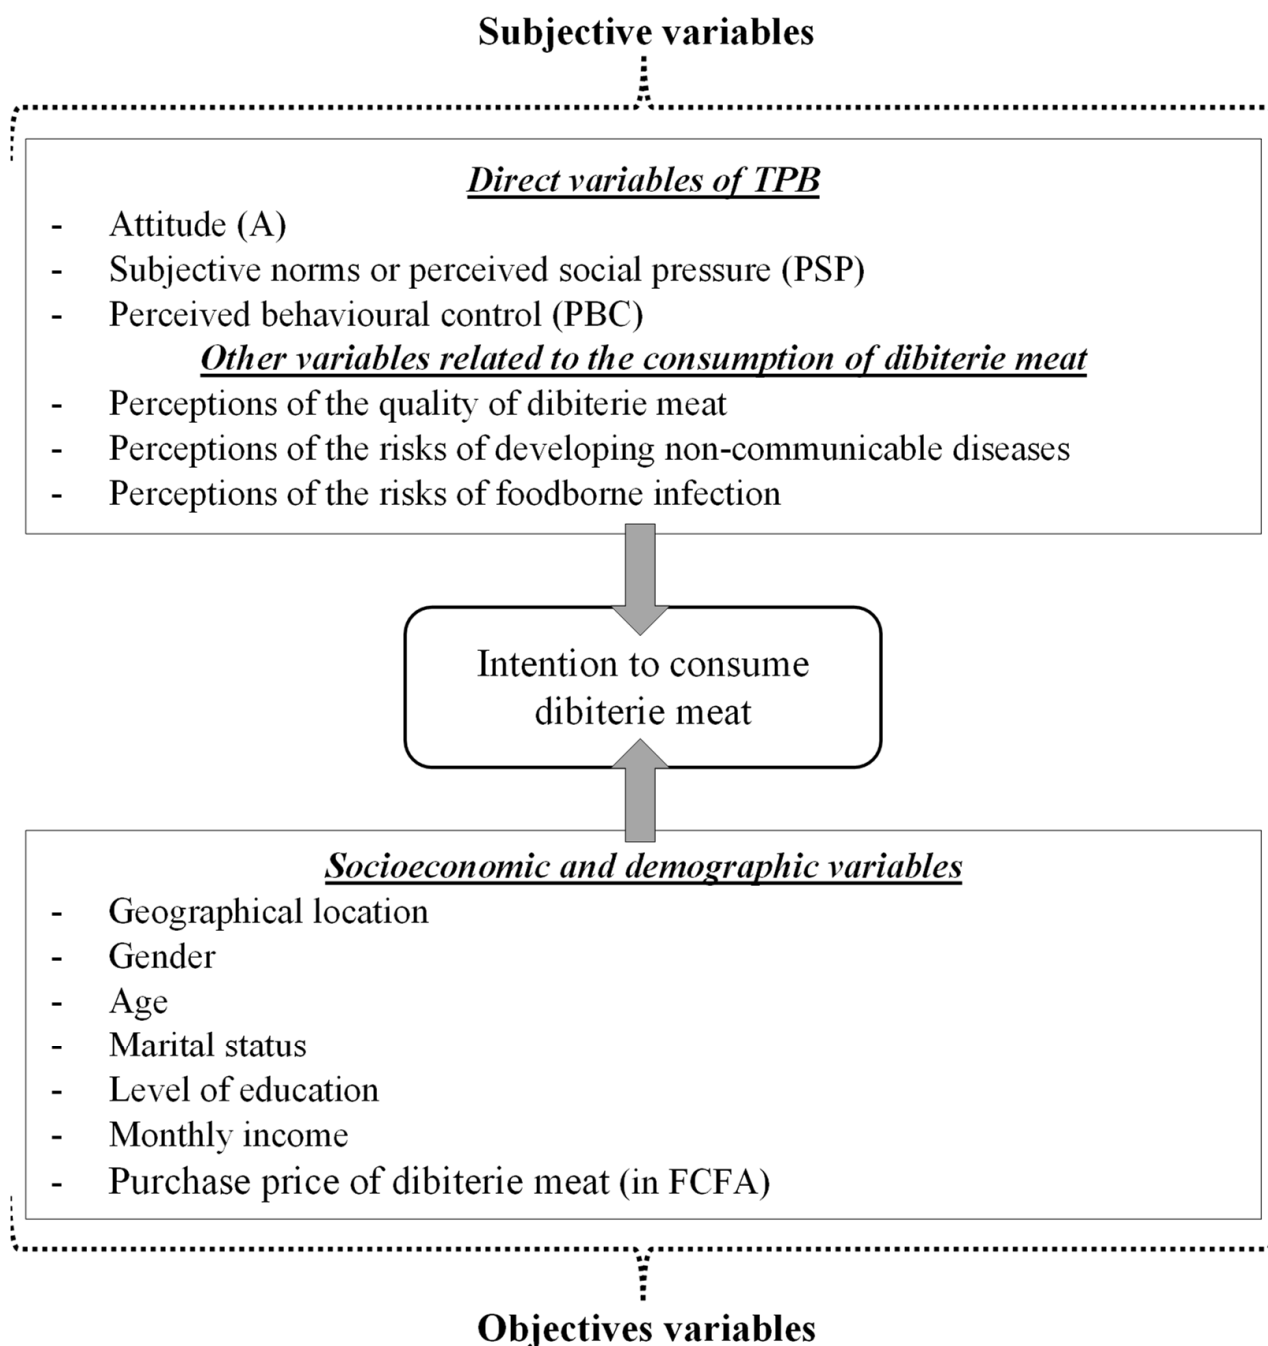 Subjective variables
Direct variables of TPB
- Attitude (A)
- Subjective norms or perceived social pressure (PSP)
- Perceived behavioural control (PBC)
Other variables related to the consumption of dibiterie meat
- Perceptions of the quality of dibiterie meat
- Perceptions of the risks of developing non-communicable diseases
- Perceptions of the risks of foodborne infection
Intention to consume
dibiterie meat
Socioeconomic and demographic variables
- Geographical location
- Gender
- Age
- Marital status
- Level of education
- Monthly income
- Purchase price of dibiterie meat (in FCFA)
Objectives variables